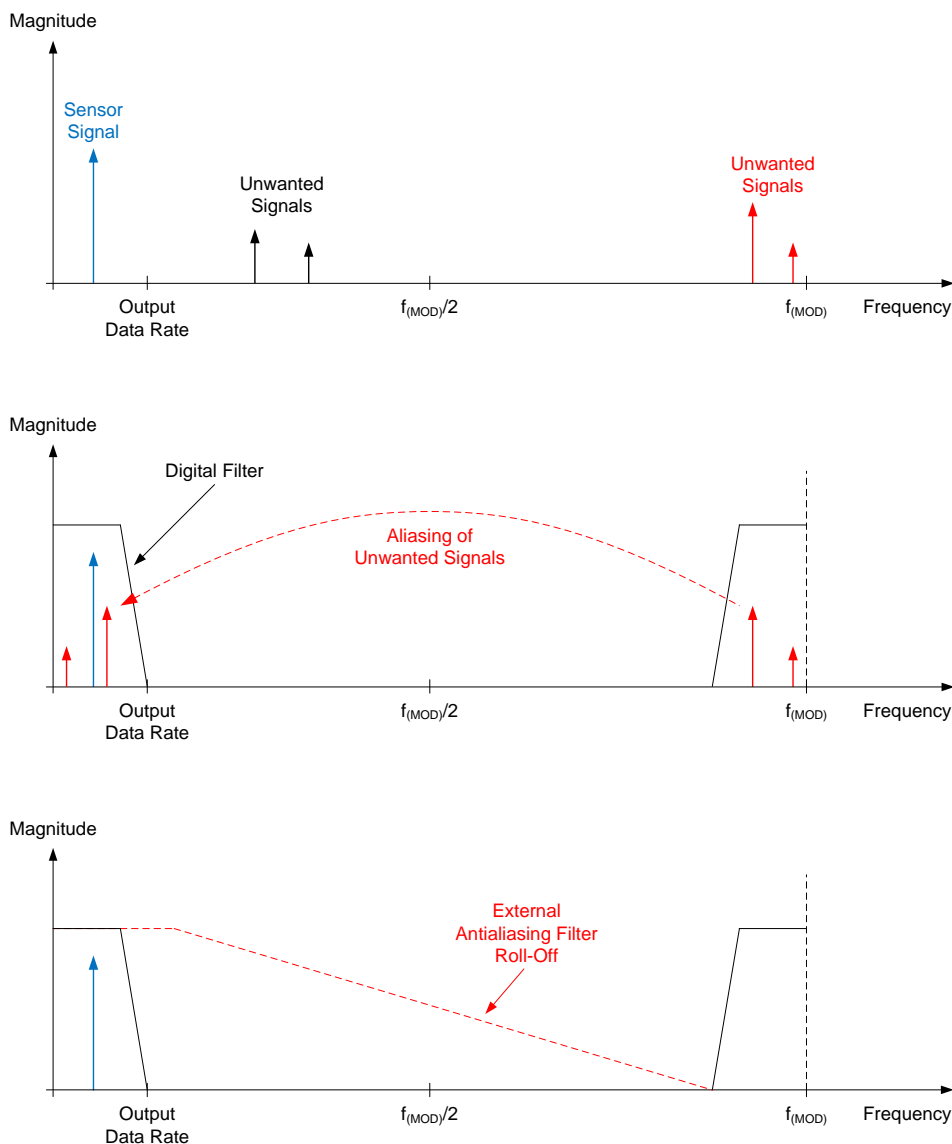 Magnitude
Sensor
Signal
Unwanted
Signals
Unwanted
Signals
Output
Data Rate
f(MOD)/2
f(MOD)
Frequency
Magnitude
Digital Filter
Aliasing of
Unwanted Signals
Output
Data Rate
f(MOD)/2
f(MOD)
Frequency
Magnitude
External
Antialiasing Filter
Roll-Off
Output
Data Rate
f(MOD)/2
f(MOD)
Frequency